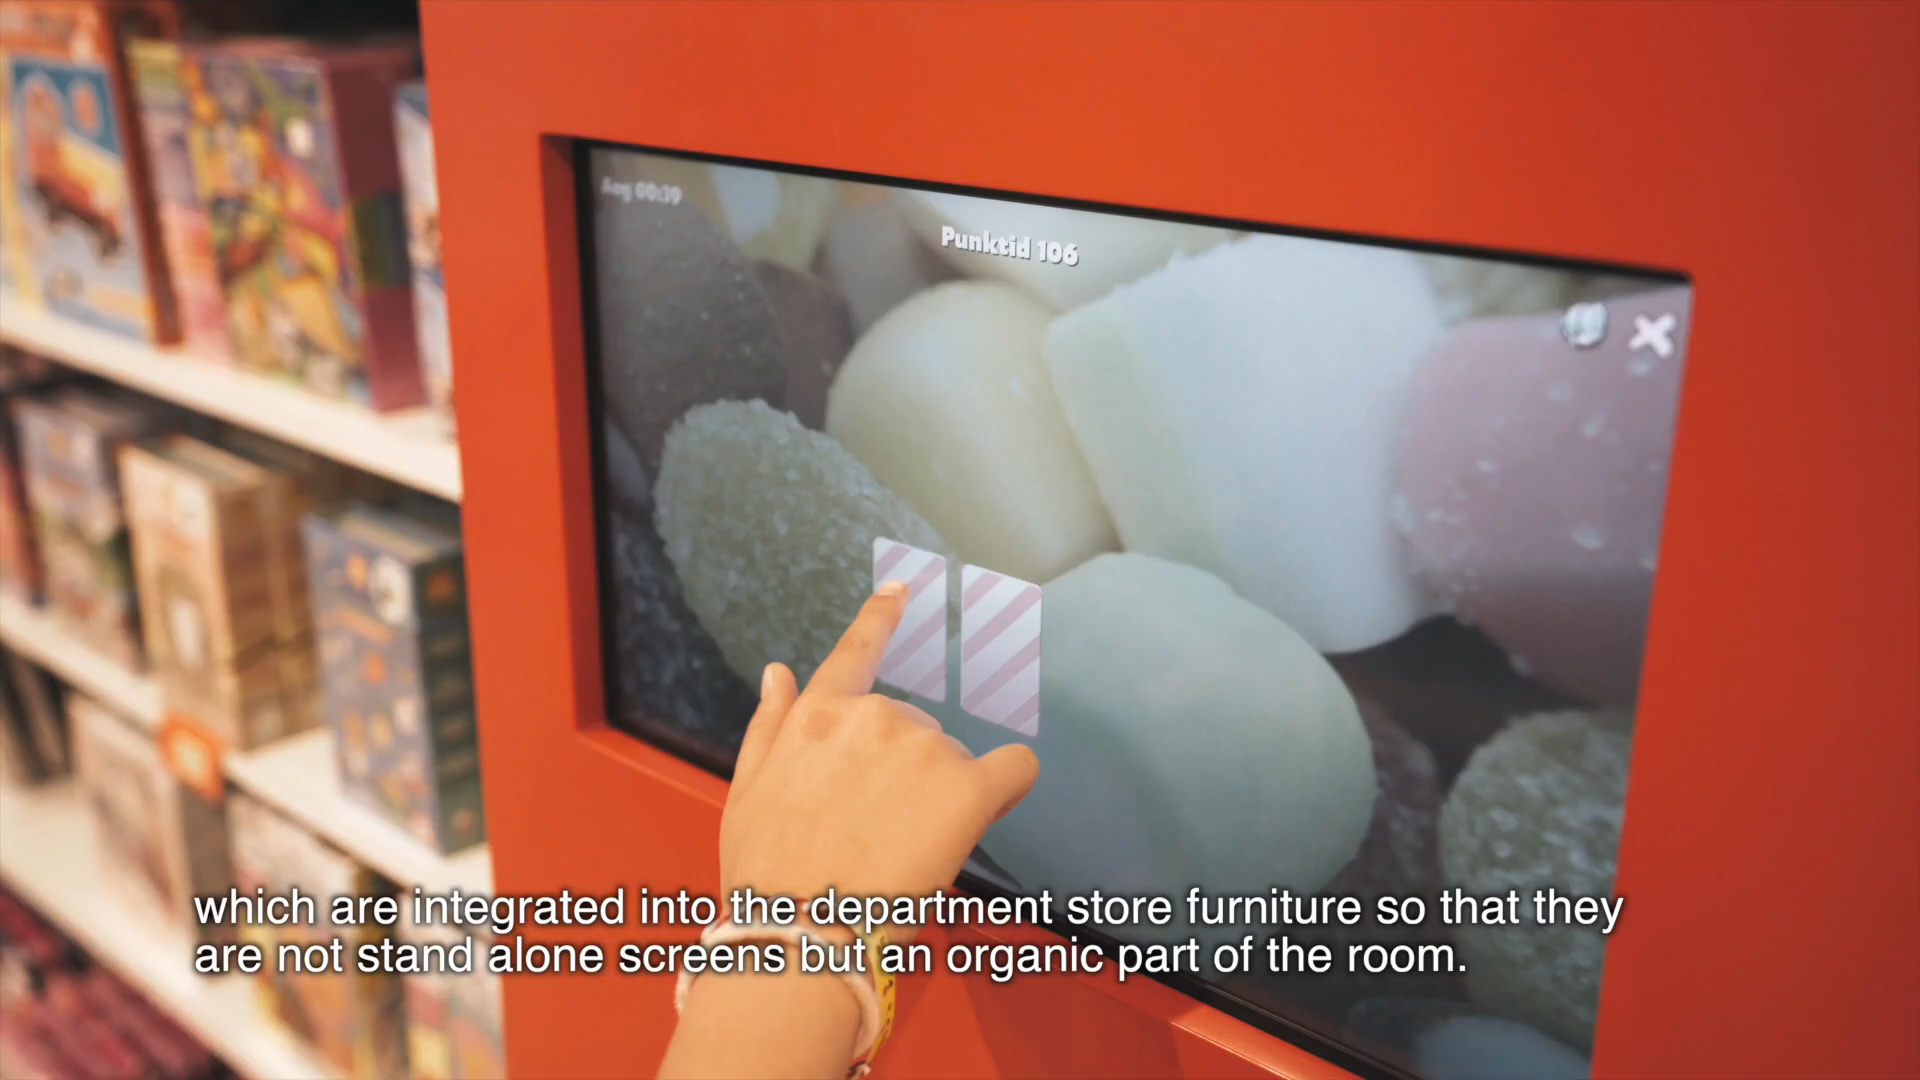 Punktid 106
which are integrated into the department store furniture so that they
are not stand alone screens but an organic part of the room.